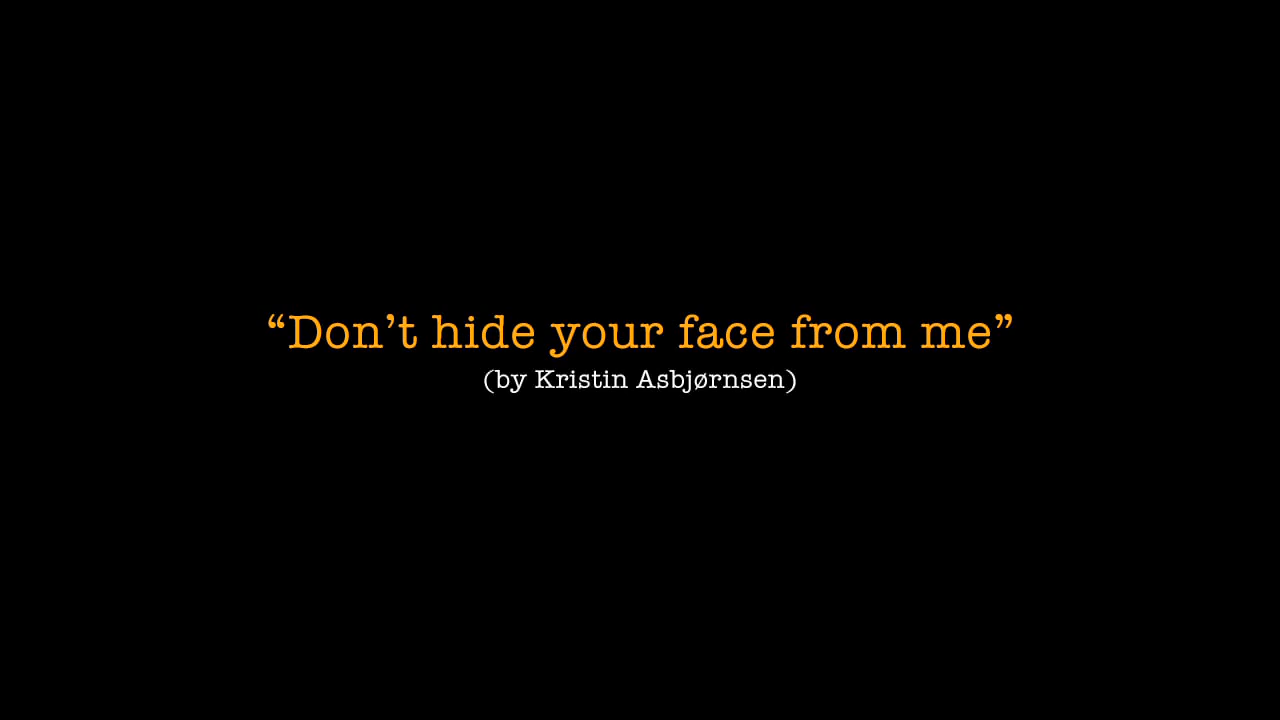 “Don’t hide your face from me”
(by Kristin Asbjørnsen)